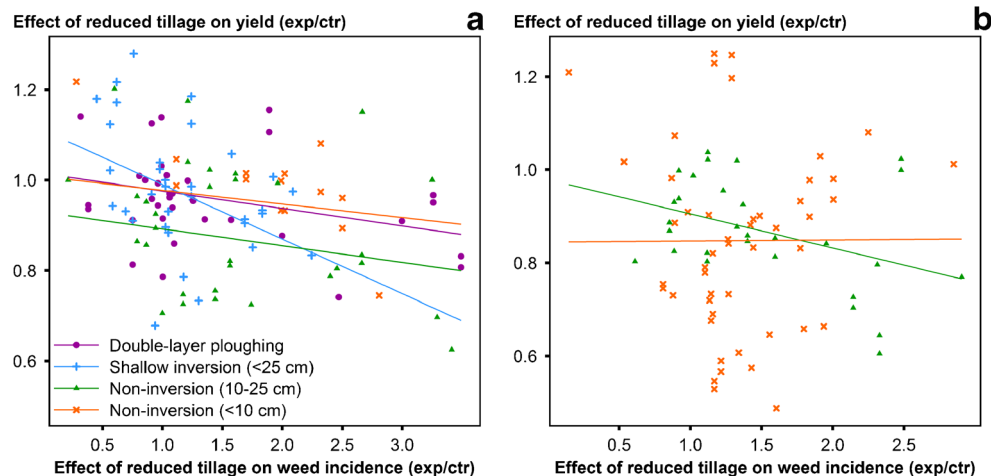 Effect of reduced tillage on yield (exp/ctr)
a
1.2
1.0
0.8
0.6
Double-layer ploughing
Shallow inversion (<25 cm)
Non-inversion (10-25 cm)
Non-inversion (<10 cm)
0.5 1.0 1.5 2.0 2.5 3.0
Effect of reduced tillage on weed incidence (exp/ctr)
Effect of reduced tillage on yield (exp/ctr)
b
1.2
1.0
0.8
0.6
0.5 1.0 1.5 2.0 2.5
Effect of reduced tillage on weed incidence (exp/ctr)